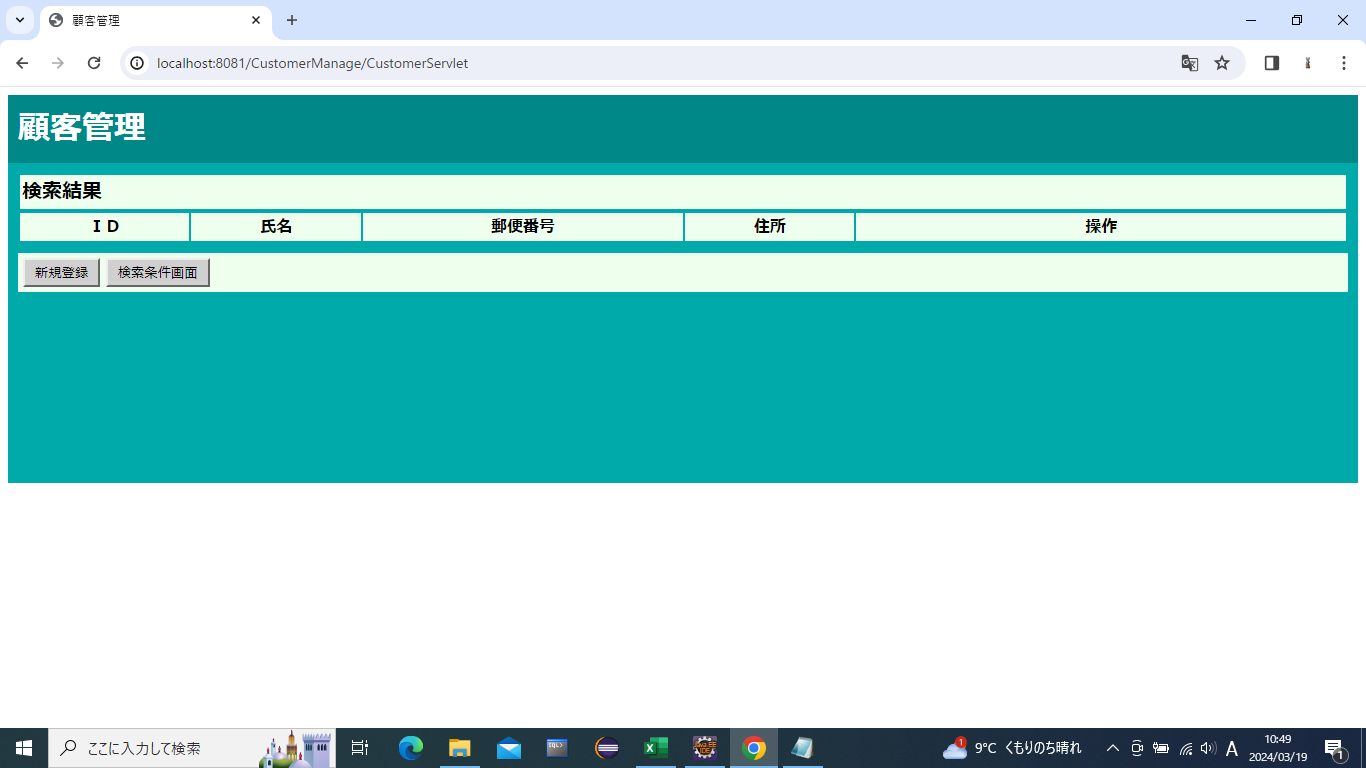 顧客管理
localhost:8081/CustomerManage/CustomerServlet
顧客管理
検索結果
ＩＤ 氏名 郵便番号 住所 操作
新規登録 検索条件画面
ここに入力して検索
1 9°C くもりのち晴れ A 10:49
2024/03/19 1